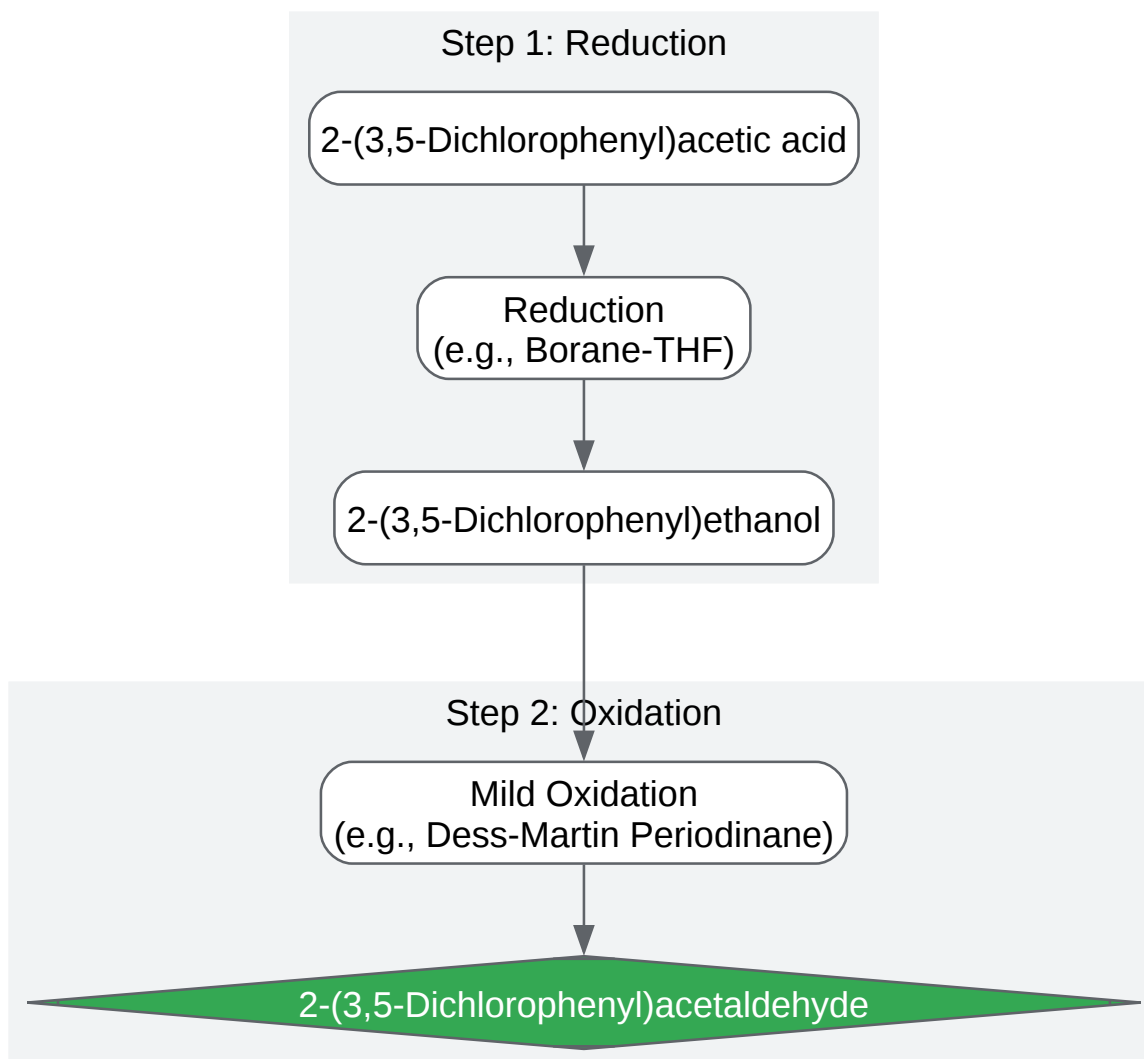 Step 1: Reduction
2-(3,5-Dichlorophenyl)acetic acid
Reduction
(e.g., Borane-THF)
2-(3,5-Dichlorophenyl)ethanol
Step 2: Oxidation
Mild Oxidation
(e.g., Dess-Martin Periodinane)
2-(3,5-Dichlorophenyl)acetaldehyde